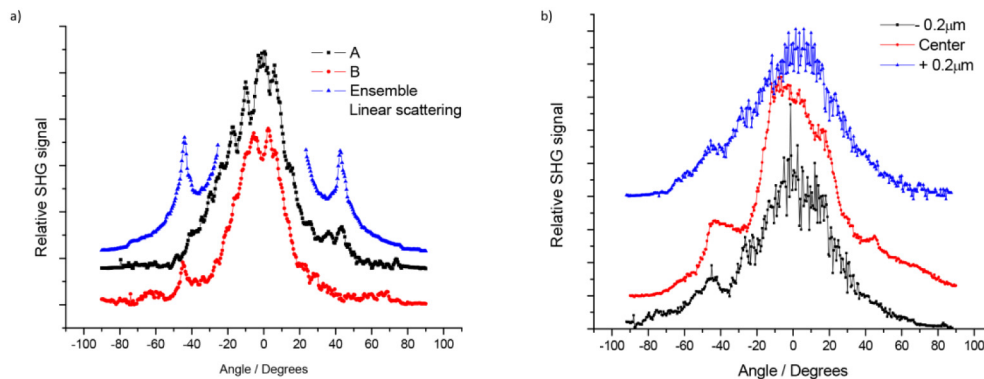 a)
A
B
Ensemble
Linear scattering
Relative SHG signal
-100 -80 -60 -40 -20 0 20 40 60 80 100
Angle / Degrees
b)
- 0.2µm
Center
+ 0.2µm
Relative SHG signal
-100 -80 -60 -40 -20 0 20 40 60 80 100
Angle / Degrees